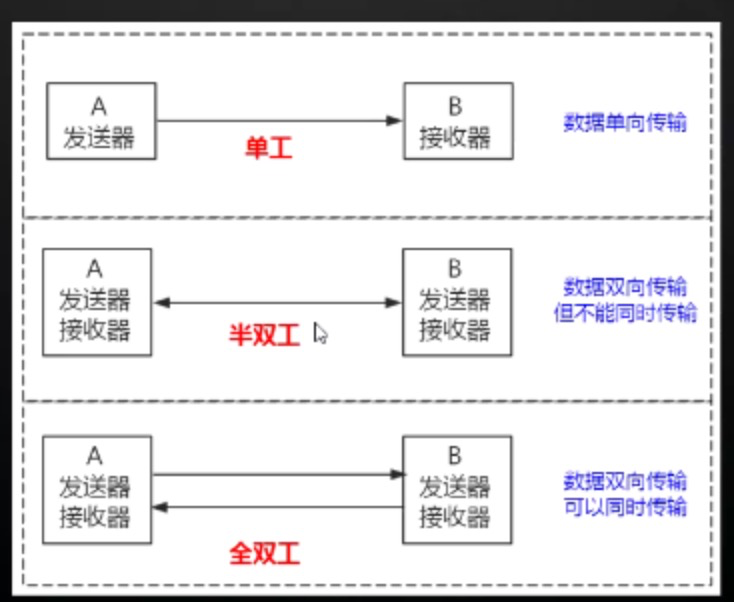 A
发送器
单工
B
接收器
数据单向传输
A
发送器
接收器
半双工
B
发送器
接收器
数据双向传输
但不能同时传输
A
发送器
接收器
全双工
B
发送器
接收器
数据双向传输
可以同时传输